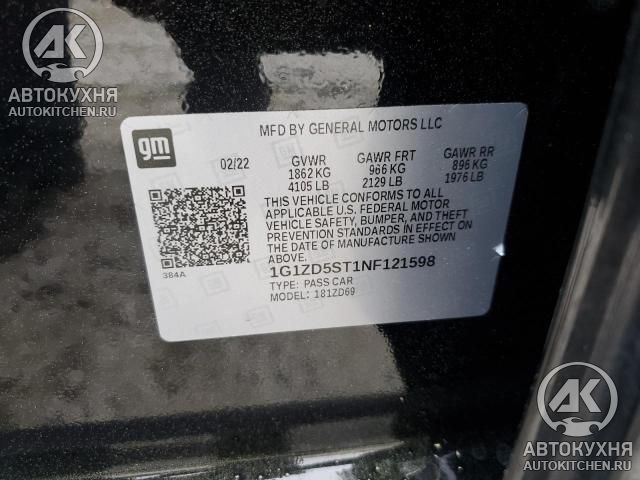 AK
АВТОКУХНЯ
AUTOKITCHEN.RU
gm
MFD BY GENERAL MOTORS LLC
02/22 GVWR GAWR FRT GAWR RR
1862 KG 966 KG 896 KG
4105 LB 2129 LB 1976 LB
THIS VEHICLE CONFORMS TO ALL
APPLICABLE U.S. FEDERAL MOTOR
VEHICLE SAFETY, BUMPER, AND THEFT
PREVENTION STANDARDS IN EFFECT ON
THE DATE OF MANUFACTURE SHOWN
ABOVE.
384A
1G1ZD5ST1NF121598
TYPE: PASS CAR
MODEL: 181ZD69
AK
АВТОКУХНЯ
AUTOKITCHEN.RU